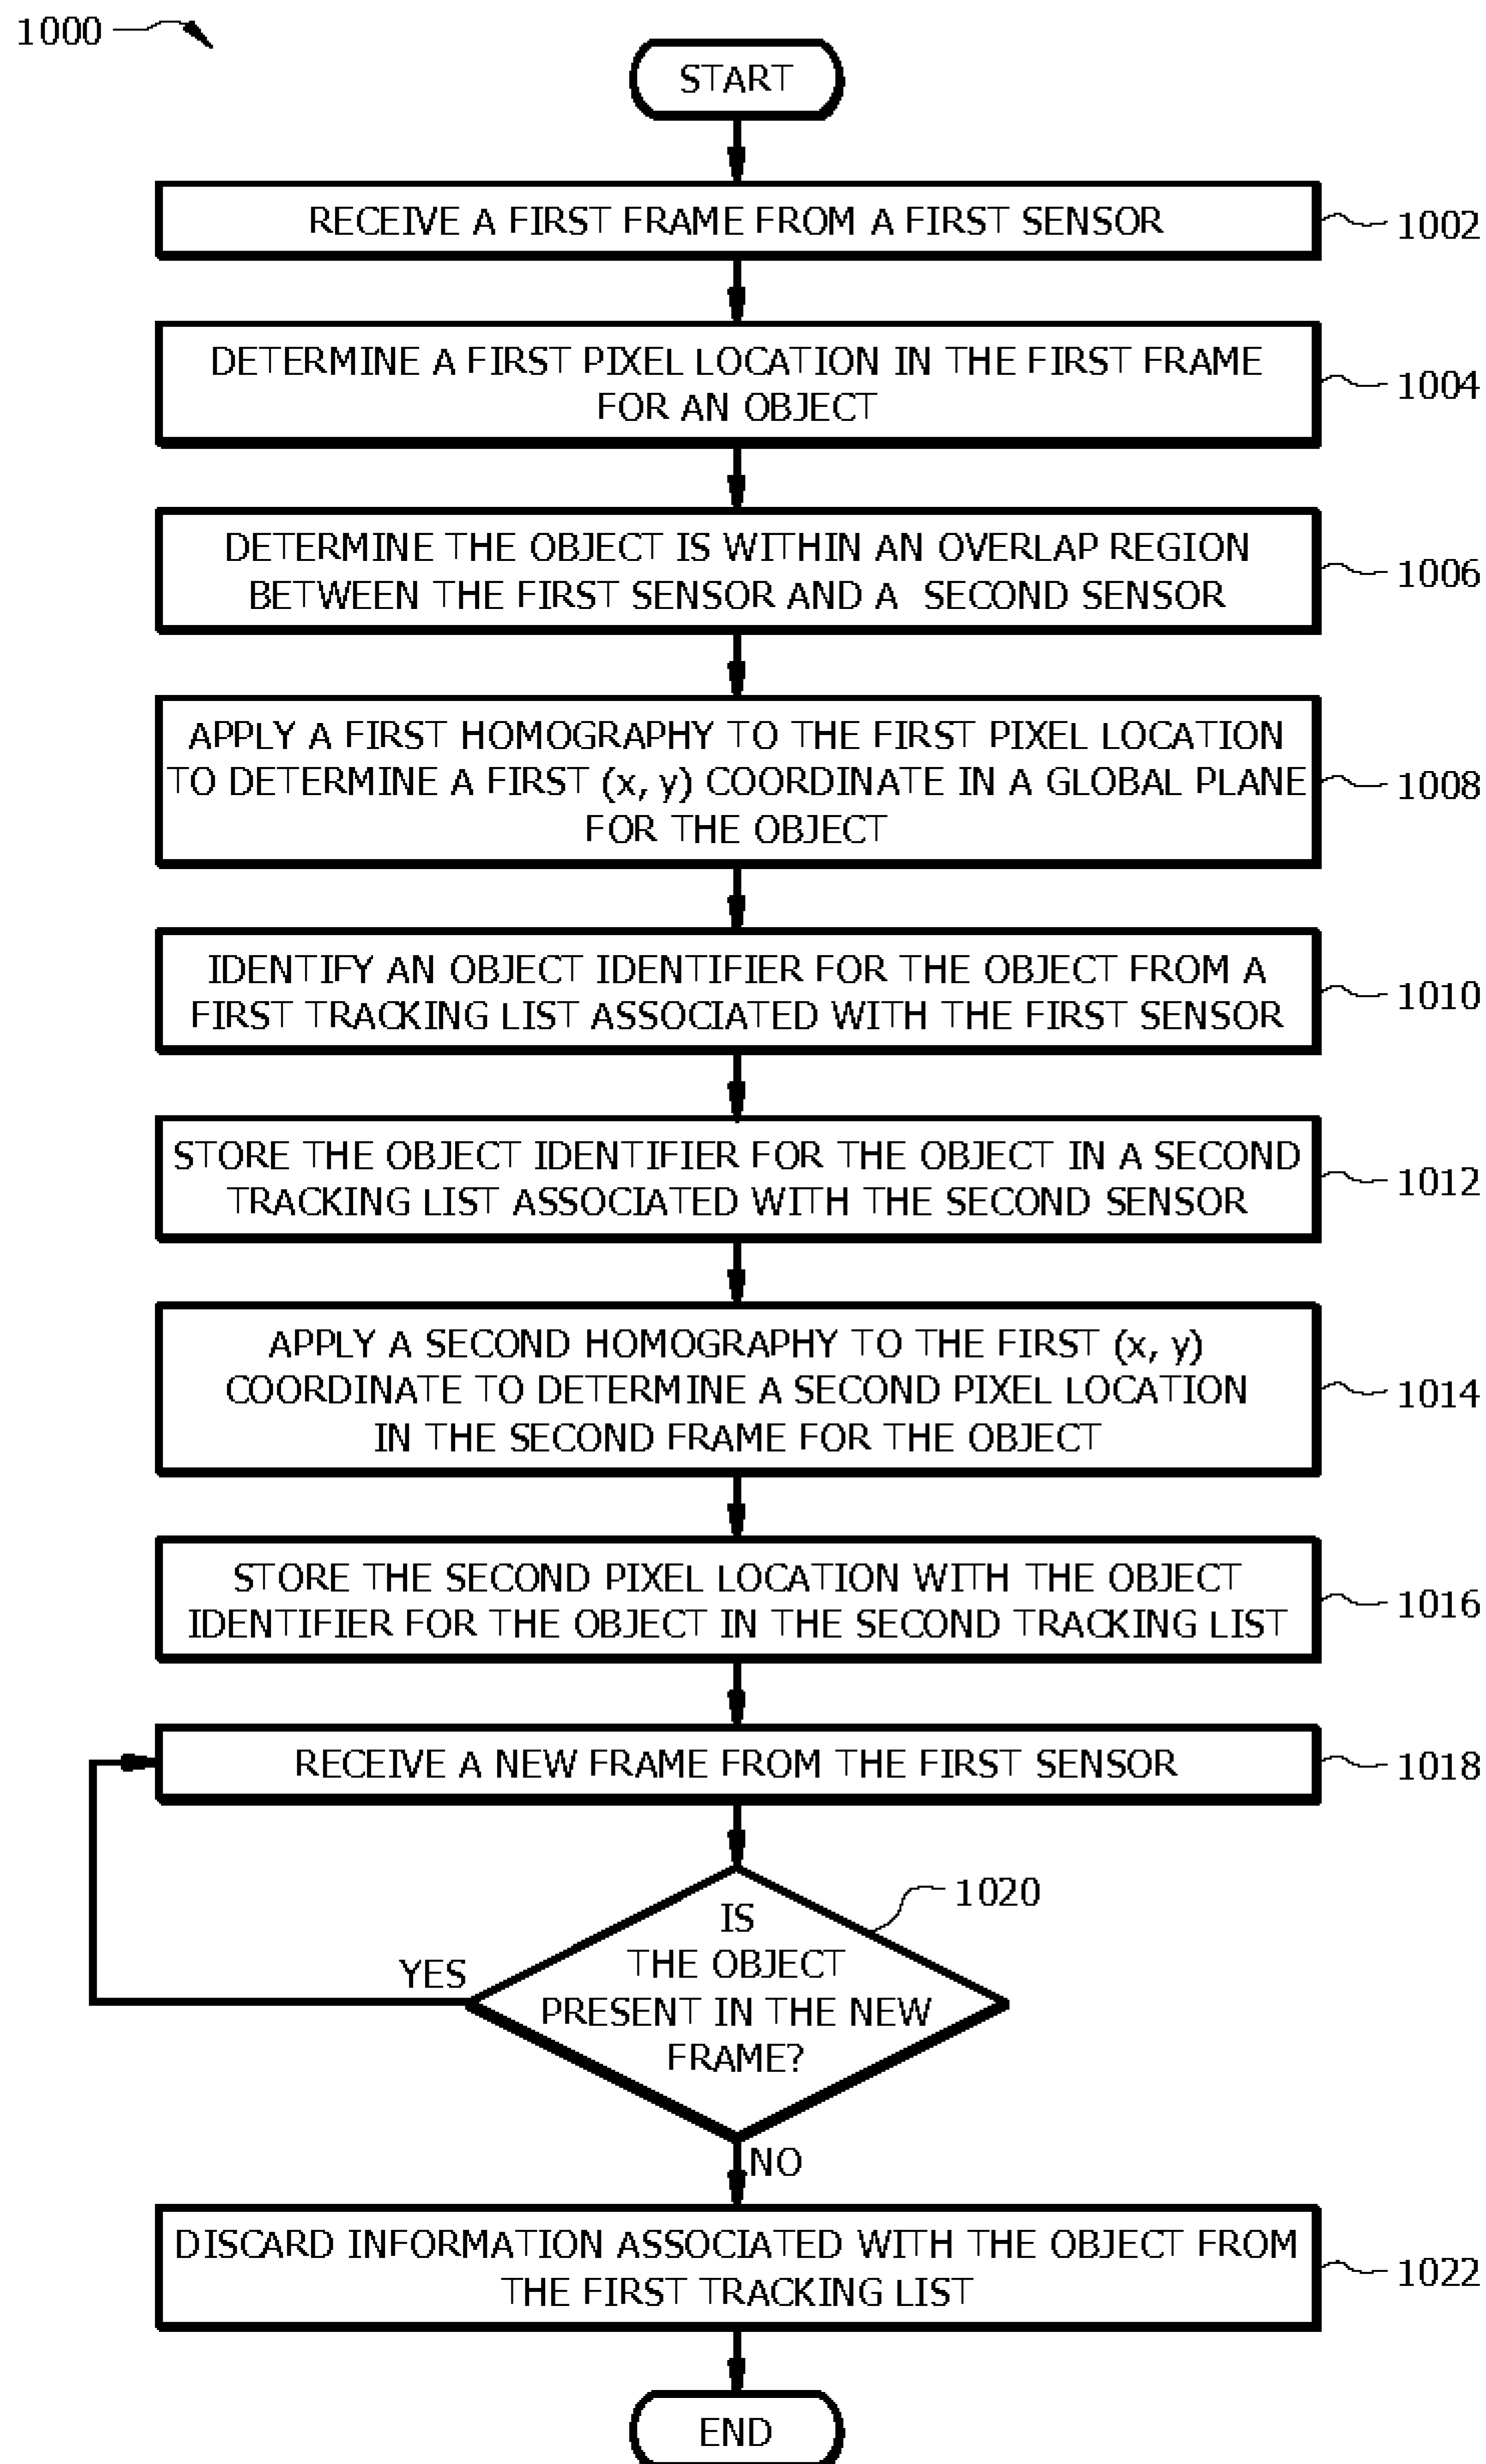 1000
START
RECEIVE A FIRST FRAME FROM A FIRST SENSOR
1002
DETERMINE A FIRST PIXEL LOCATION IN THE FIRST FRAME
FOR AN OBJECT
1004
DETERMINE THE OBJECT IS WITHIN AN OVERLAP REGION
BETWEEN THE FIRST SENSOR AND A SECOND SENSOR
1006
APPLY A FIRST HOMOGRAPHY TO THE FIRST PIXEL LOCATION
TO DETERMINE A FIRST (x, y) COORDINATE IN A GLOBAL PLANE
FOR THE OBJECT
1008
IDENTIFY AN OBJECT IDENTIFIER FOR THE OBJECT FROM A
FIRST TRACKING LIST ASSOCIATED WITH THE FIRST SENSOR
1010
STORE THE OBJECT IDENTIFIER FOR THE OBJECT IN A SECOND
TRACKING LIST ASSOCIATED WITH THE SECOND SENSOR
1012
APPLY A SECOND HOMOGRAPHY TO THE FIRST (x, y)
COORDINATE TO DETERMINE A SECOND PIXEL LOCATION
IN THE SECOND FRAME FOR THE OBJECT
1014
STORE THE SECOND PIXEL LOCATION WITH THE OBJECT
IDENTIFIER FOR THE OBJECT IN THE SECOND TRACKING LIST
1016
RECEIVE A NEW FRAME FROM THE FIRST SENSOR
1018
1020
IS
THE OBJECT
PRESENT IN THE NEW
FRAME?
YES
NO
DISCARD INFORMATION ASSOCIATED WITH THE OBJECT FROM
THE FIRST TRACKING LIST
1022
END